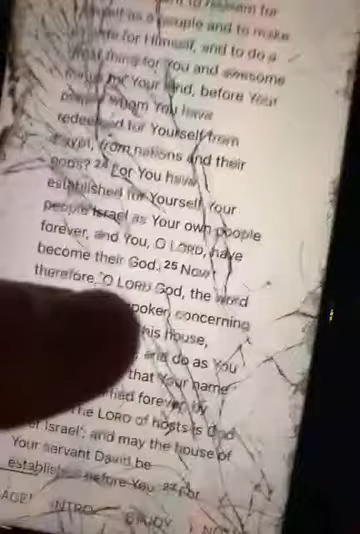 to redeem for
as a people and to make
for Himself, and to do a
thing for You and awesome
for Your land, before Your
people whom You have
redeemed for Yourself from
Egypt, from nations and their
gods? 24 For You have
established for Yourself Your
people Israel as Your own people
forever, and You, O LORD, have
become their God. 25 Now
therefore, O LORD God, the word
spoken concerning
his house,
and do as You
that Your name
forever, by
The LORD of hosts is God
Israel'; and may the house of
Your servant David be
established before You. For
INTRO ENJOY